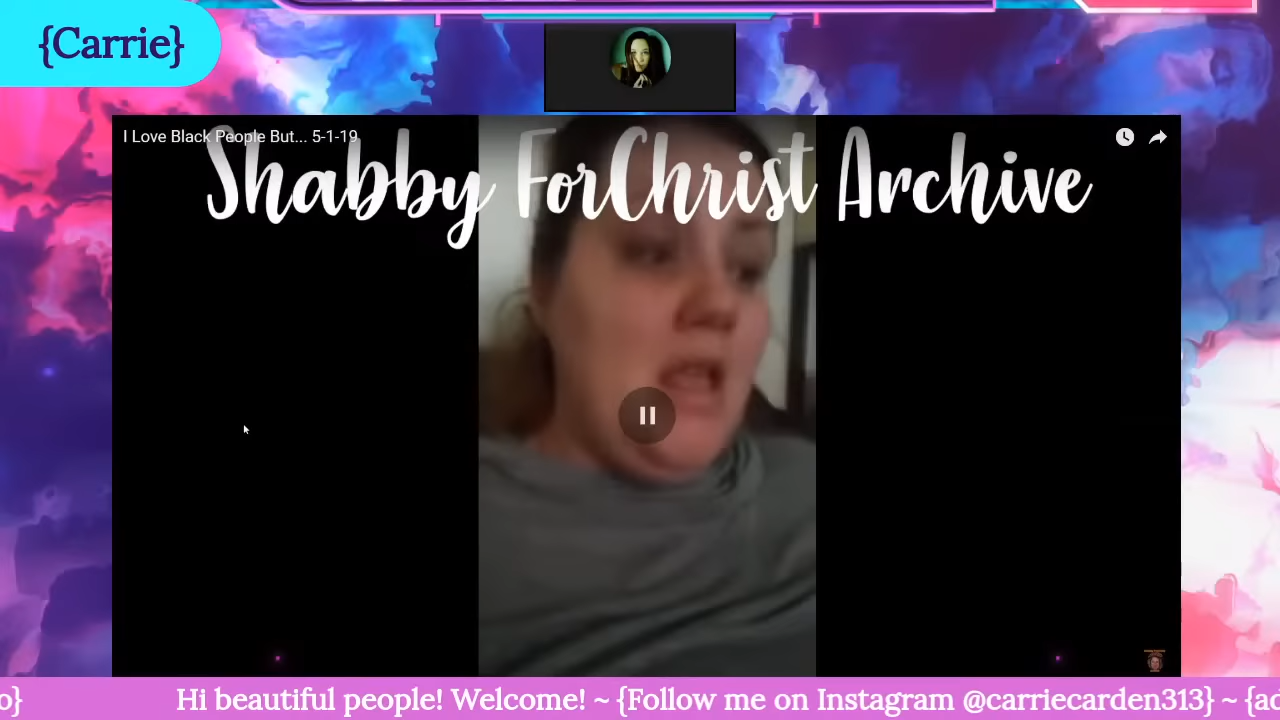 {Carrie}
I Love Black People But... 5-1-19
Shabby ForChrist Archive
o} Hi beautiful people! Welcome! ~ {Follow me on Instagram @carriecarden313} ~ {ad